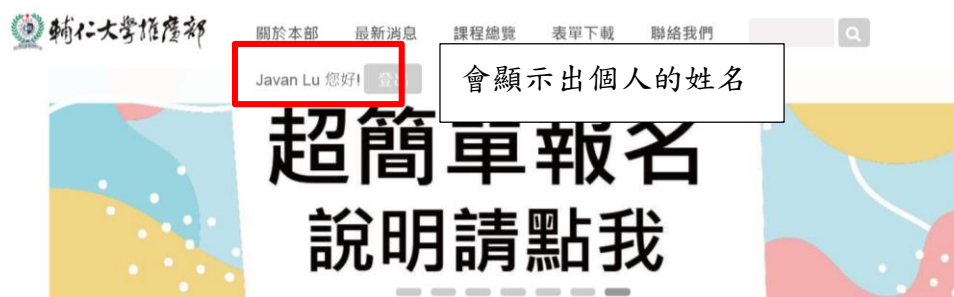 輔仁大學推廣部
關於本部 最新消息 課程總覽 表單下載 聯絡我們
Javan Lu 您好! 登出
會顯示出個人的姓名
超簡單報名
說明請點我